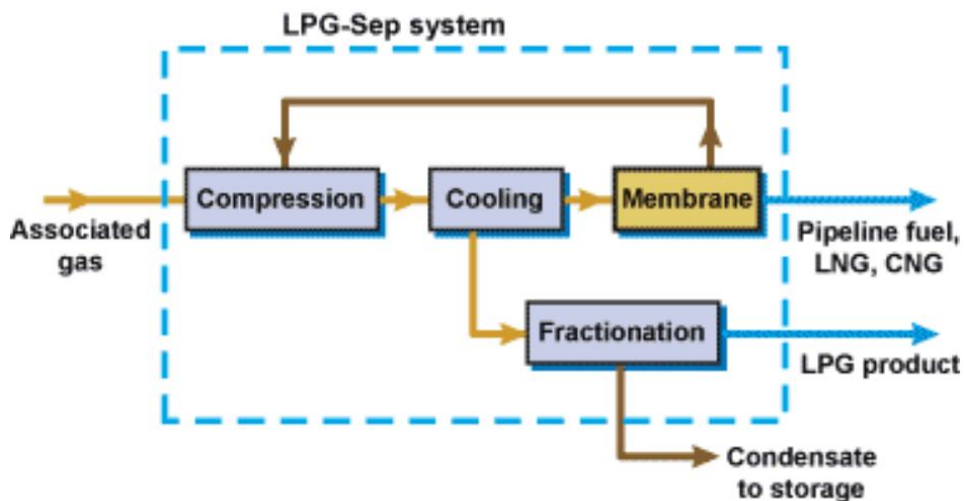 LPG-Sep system
Compression
Cooling
Membrane
Associated
gas
Pipeline fuel,
LNG, CNG
Fractionation
LPG product
Condensate
to storage